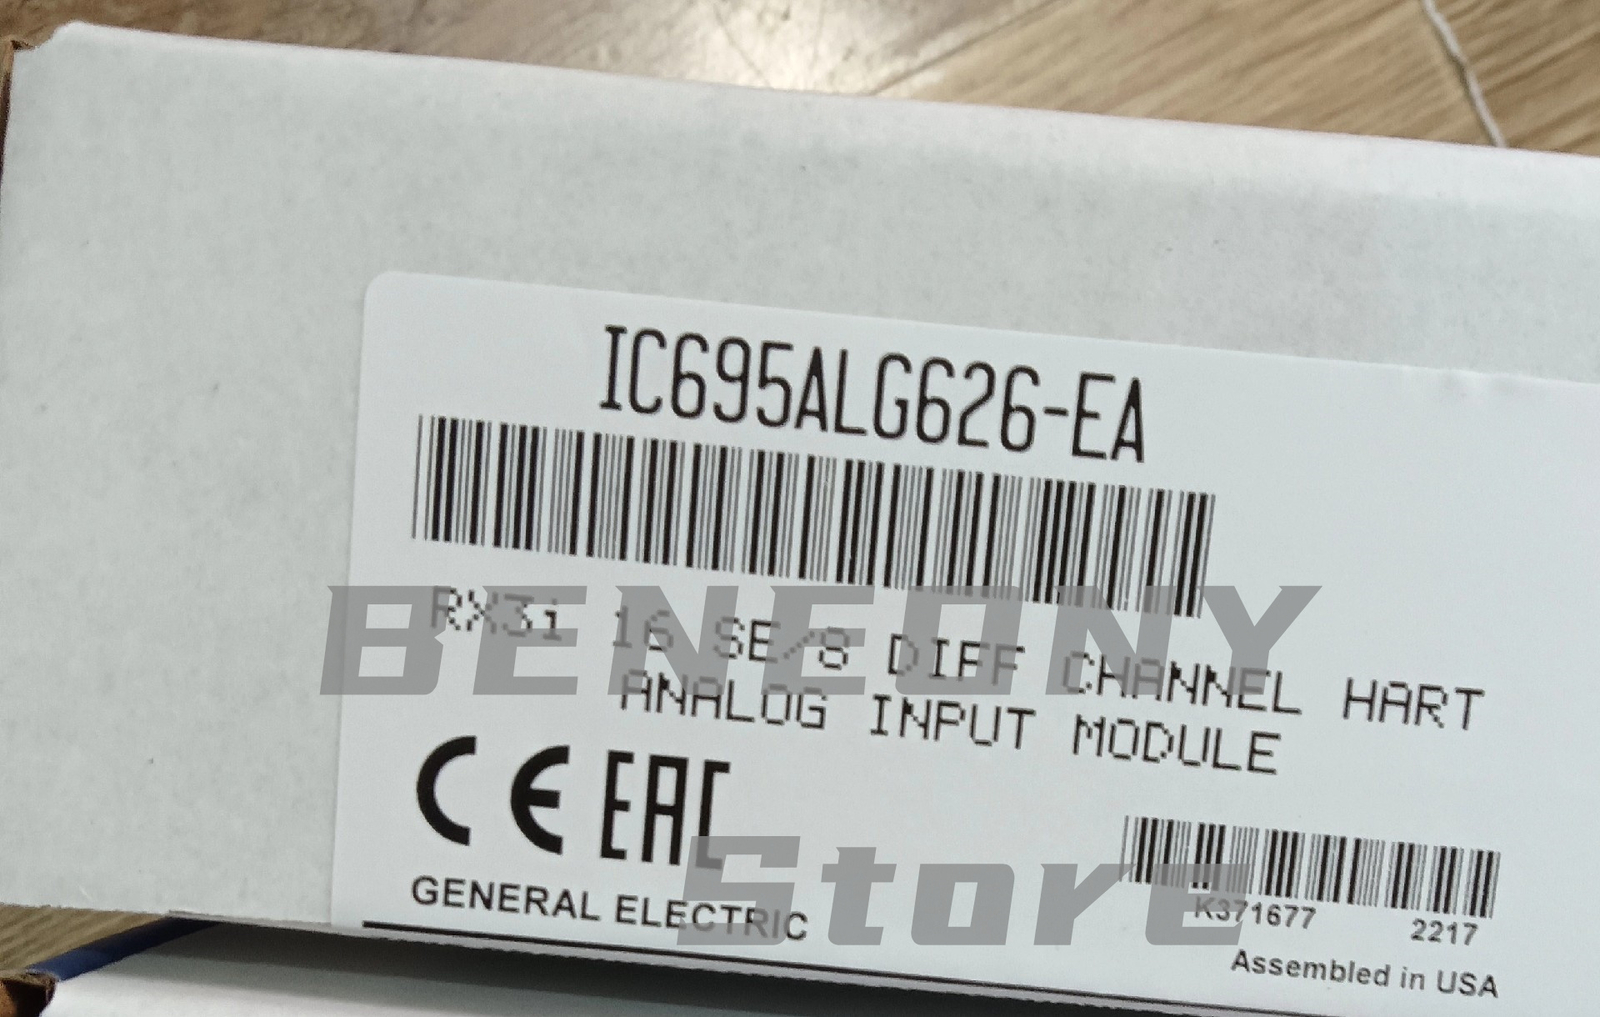 IC695ALG626-EA
RX3i 16 SE/8 DIFF CHANNEL HART
ANALOG INPUT MODULE
BENEONY
CE EAC
Store
K371677 2217
GENERAL ELECTRIC
Assembled in USA